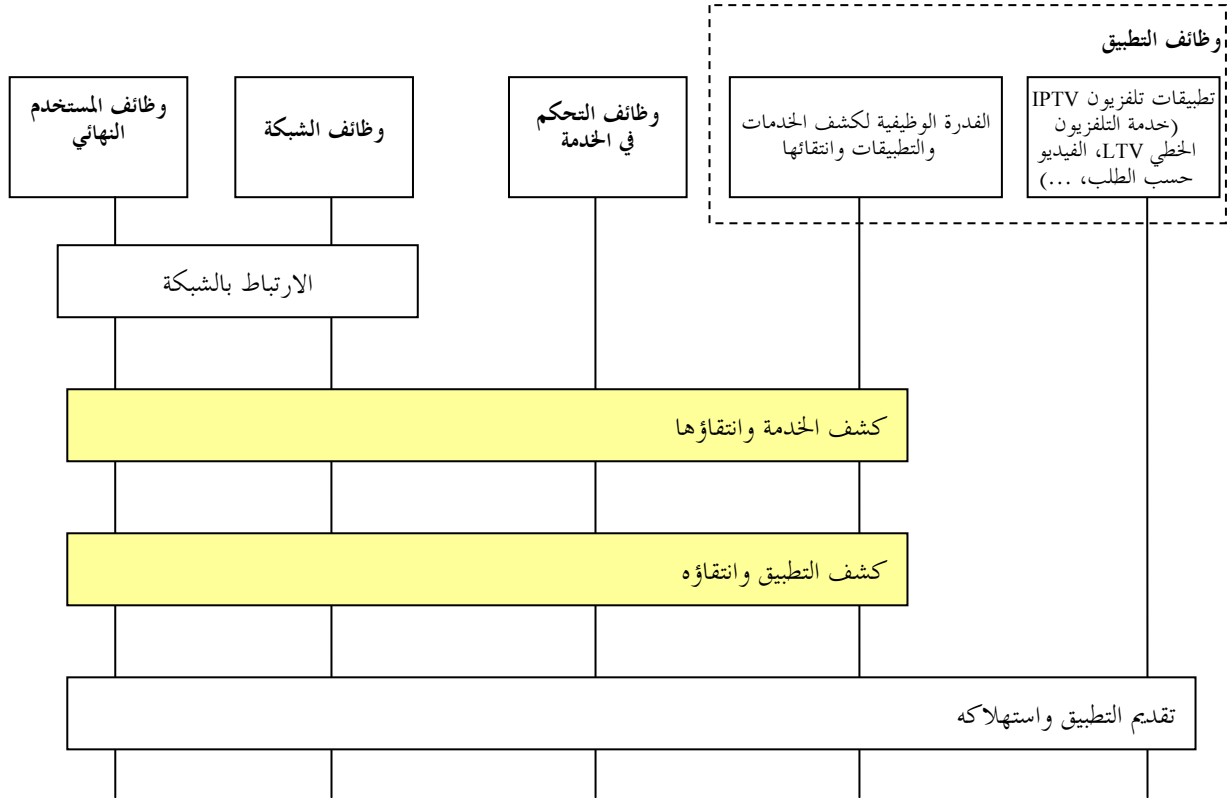 وظائف التطبيق
تطبيقات تلفزيون IPTV
(خدمة التلفزيون
الخطي LTV، الفيديو
حسب الطلب، ...)
الفدرة الوظيفية لكشف الخدمات
والتطبيقات وانتقائها
وظائف التحكم
في الخدمة
وظائف الشبكة
وظائف المستخدم
النهائي
الارتباط بالشبكة
كشف الخدمة وانتقاؤها
كشف التطبيق وانتقاؤه
تقديم التطبيق واستهلاكه